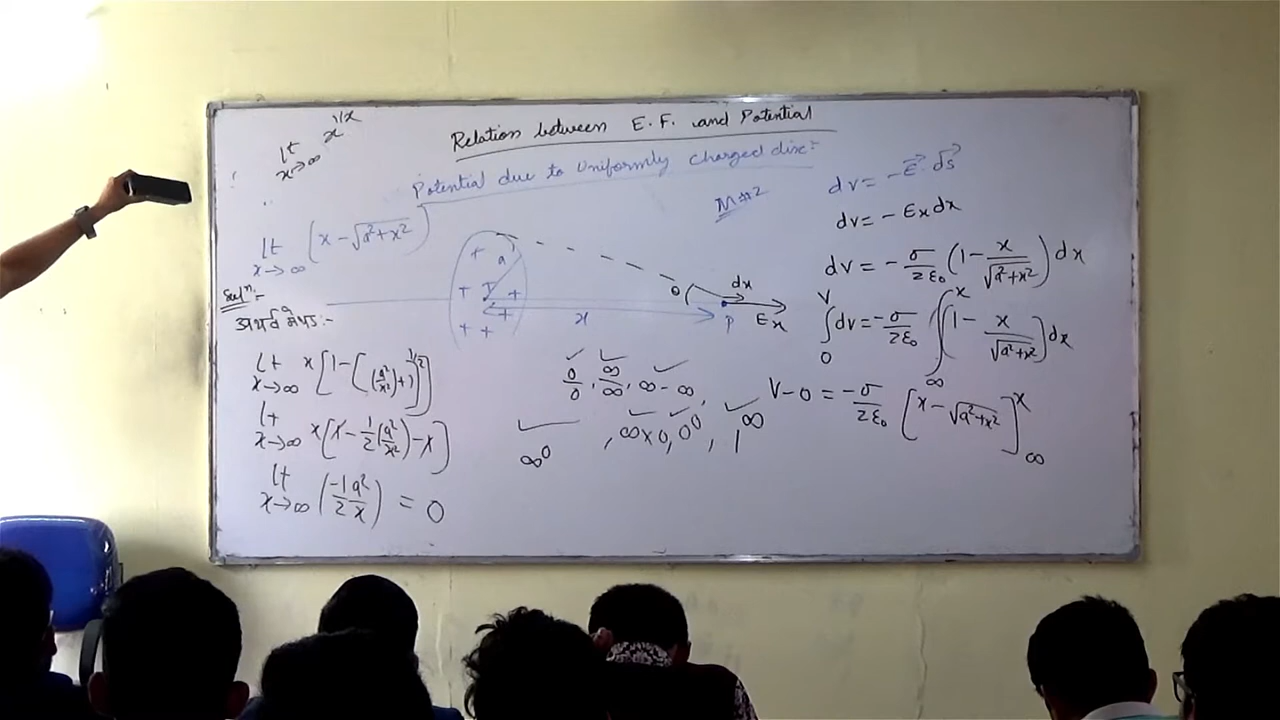 Relation between E.F. and Potential
Potential due to Uniformly charged disc:-
lt x→∞ x^(1/x)
lt x→∞ (x - √(a²+x²))
Solⁿ:-
lt x→∞ x[1-[(a²/x²)+1]^(1/2)]
lt x→∞ x[x - 1/2(a²/x²) - x]
lt x→∞ (-1/2 a²/x) = 0
+ a
+ +
+
+ +
x
θ
dx
P Ex
0/0, ∞/∞, ∞-∞,
∞⁰, ∞×0, 0⁰, 1^∞
dv = -E⃗. ds⃗
dv = - Ex dx
dv = - σ/2ε₀ (1 - x/√(a²+x²)) dx
∫₀^V dv = -σ/2ε₀ ∫_∞^x (1 - x/√(a²+x²)) dx
V-0 = -σ/2ε₀ [x - √(a²+x²)]_∞^x